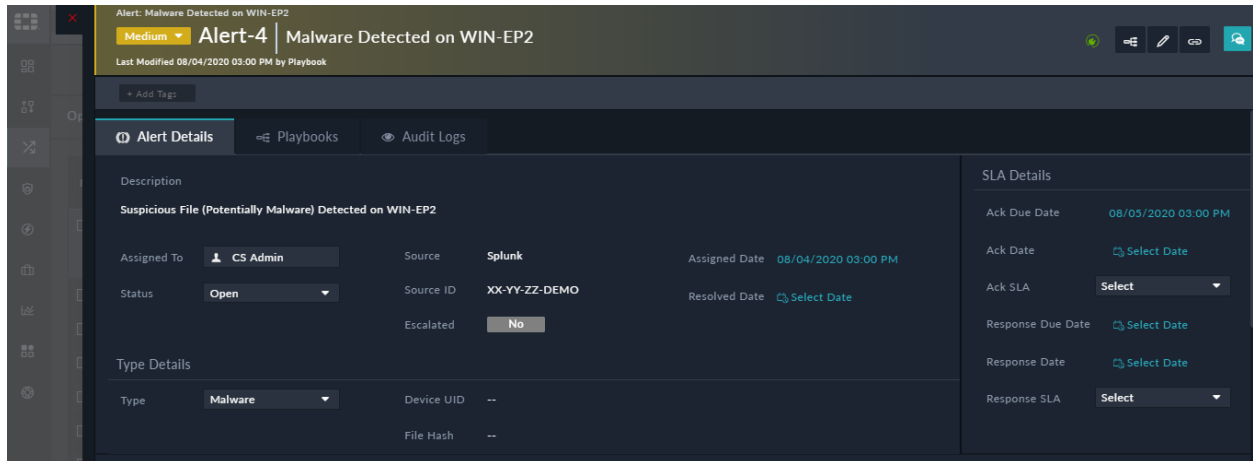 Alert: Malware Detected on WIN-EP2
Medium Alert-4 Malware Detected on WIN-EP2
Last Modified 08/04/2020 03:00 PM by Playbook
+ Add Tags
Alert Details Playbooks Audit Logs
Description
Suspicious File (Potentially Malware) Detected on WIN-EP2
Assigned To CS Admin Source Splunk Assigned Date 08/04/2020 03:00 PM
Status Open Source ID XX-YY-ZZ-DEMO Resolved Date Select Date
Escalated No
Type Details
Type Malware Device UID --
File Hash --
SLA Details
Ack Due Date 08/05/2020 03:00 PM
Ack Date Select Date
Ack SLA Select
Response Due Date Select Date
Response Date Select Date
Response SLA Select